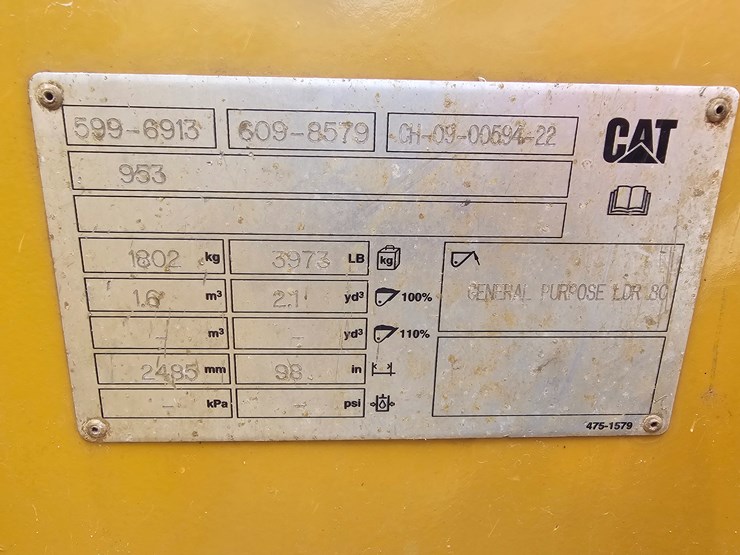 599-6913 609-8579 CH-09-00594-22 CAT
953
1802 kg 3973 LB kg
1.6 m³ 2.1 yd³ 100% GENERAL PURPOSE LDR
- m³ - yd³ 110%
2485 mm 98 in
- kPa - psi
475-1579